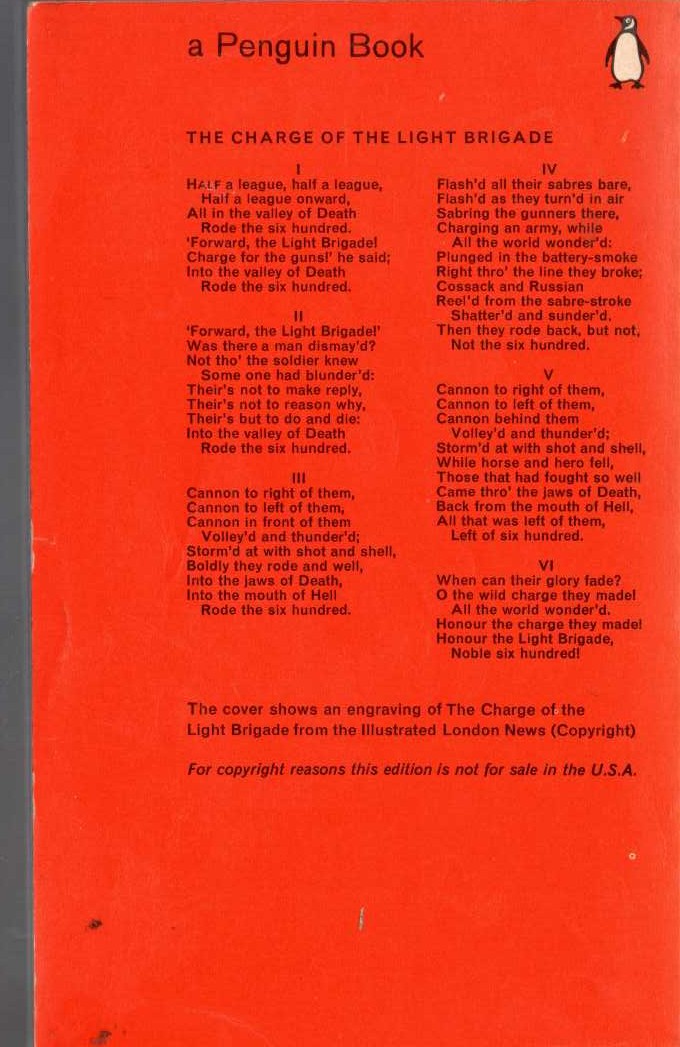 a Penguin Book
THE CHARGE OF THE LIGHT BRIGADE
I
HALF a league, half a league,
Half a league onward,
All in the valley of Death
Rode the six hundred.
'Forward, the Light Brigade!
Charge for the guns!' he said;
Into the valley of Death
Rode the six hundred.
II
'Forward, the Light Brigade!'
Was there a man dismay'd?
Not tho' the soldier knew
Some one had blunder'd:
Their's not to make reply,
Their's not to reason why,
Their's but to do and die:
Into the valley of Death
Rode the six hundred.
III
Cannon to right of them,
Cannon to left of them,
Cannon in front of them
Volley'd and thunder'd;
Storm'd at with shot and shell,
Boldly they rode and well,
Into the jaws of Death,
Into the mouth of Hell
Rode the six hundred.
IV
Flash'd all their sabres bare,
Flash'd as they turn'd in air
Sabring the gunners there,
Charging an army, while
All the world wonder'd:
Plunged in the battery-smoke
Right thro' the line they broke;
Cossack and Russian
Reel'd from the sabre-stroke
Shatter'd and sunder'd.
Then they rode back, but not,
Not the six hundred.
V
Cannon to right of them,
Cannon to left of them,
Cannon behind them
Volley'd and thunder'd;
Storm'd at with shot and shell,
While horse and hero fell,
Those that had fought so well
Came thro' the jaws of Death,
Back from the mouth of Hell,
All that was left of them,
Left of six hundred.
VI
When can their glory fade?
O the wild charge they made!
All the world wonder'd.
Honour the charge they made!
Honour the Light Brigade,
Noble six hundred!
The cover shows an engraving of The Charge of the
Light Brigade from the Illustrated London News (Copyright)
For copyright reasons this edition is not for sale in the U.S.A.